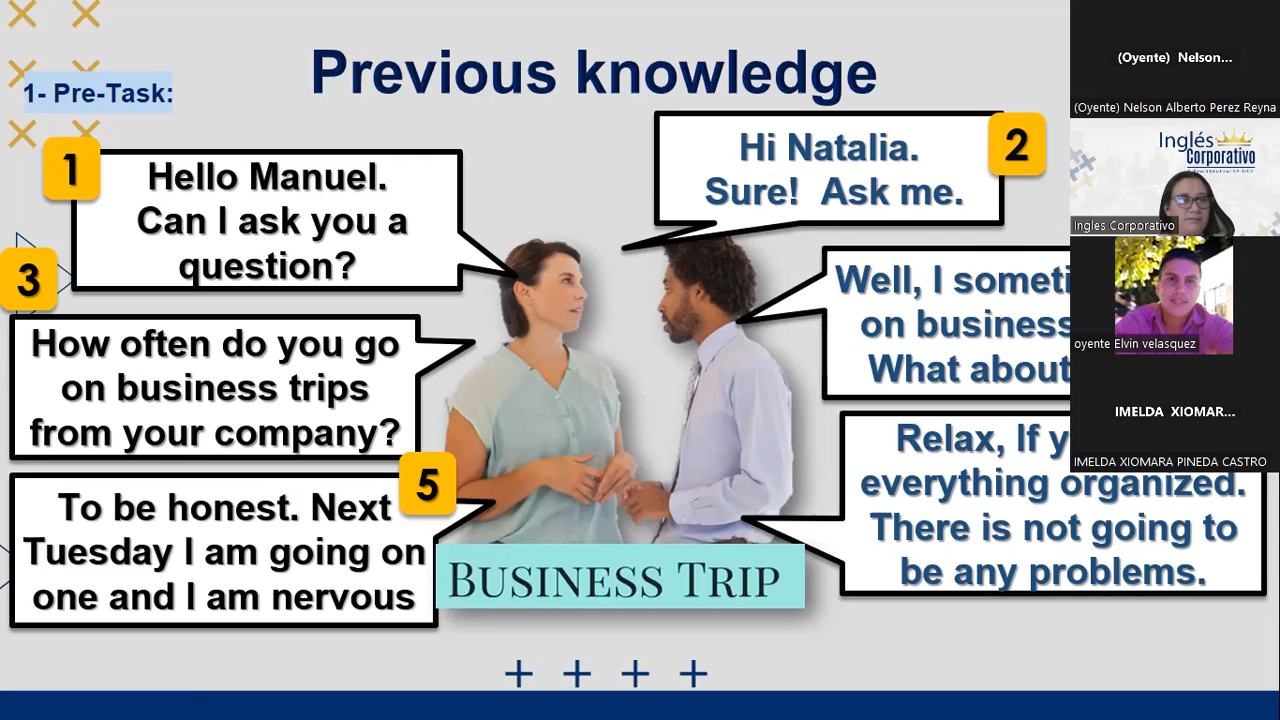 Previous knowledge
1- Pre-Task:
1
Hello Manuel.
Can I ask you a
question?
2
Hi Natalia.
Sure! Ask me.
3
How often do you go
on business trips
from your company?
Well, I
on business
What about
5
To be honest. Next
Tuesday I am going on
one and I am nervous
Relax, If
everything organized.
There is not going to
be any problems.
BUSINESS TRIP
(Oyente) Nelson...
(Oyente) Nelson Alberto Perez Reyna
Inglés
Corporativo
Ingles Corporativo
oyente Elvin velasquez
IMELDA XIOMAR...
IMELDA XIOMARA PINEDA CASTRO